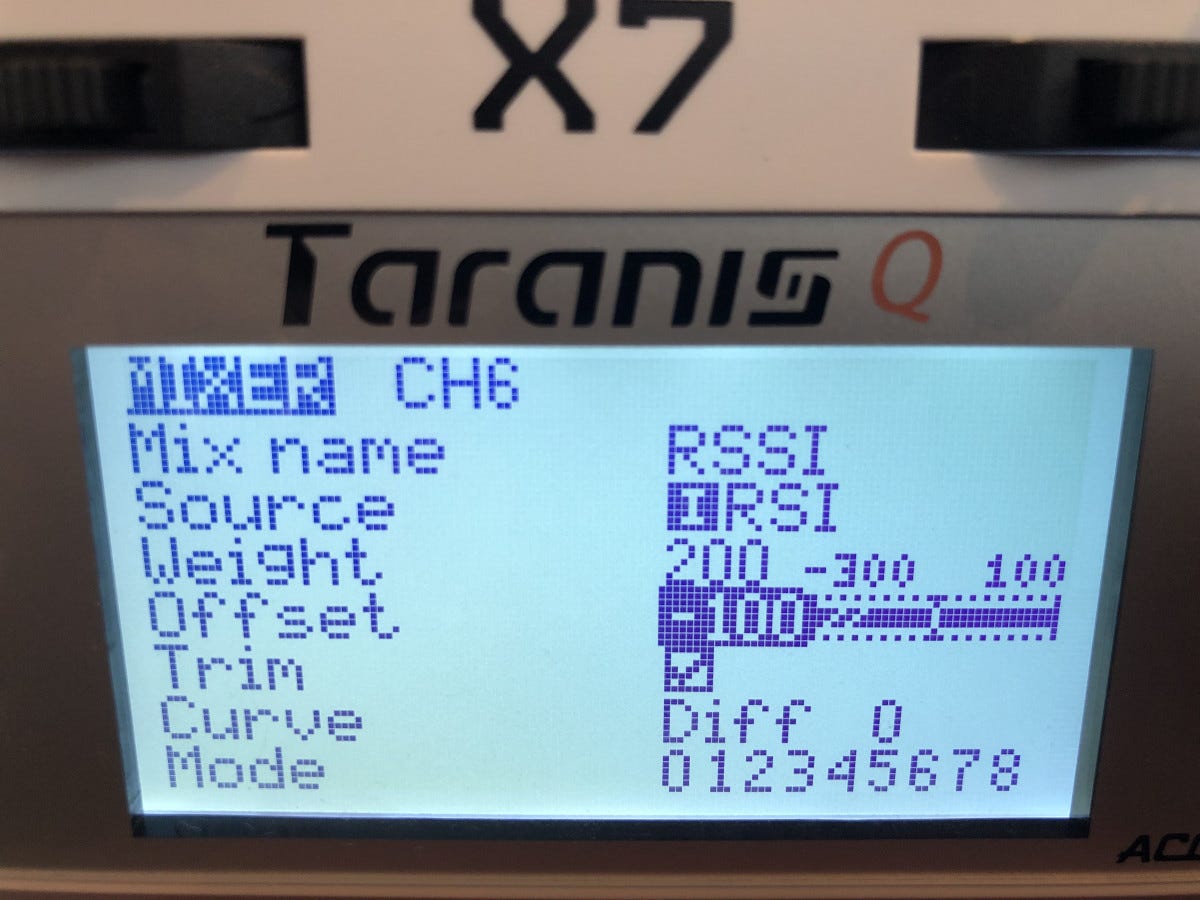 X7
Taranis Q
MIXER CH6
Mix name RSSI
Source TRSI
Weight 200 -300 100
Offset -100
Trim
Curve Diff 0
Mode 012345678